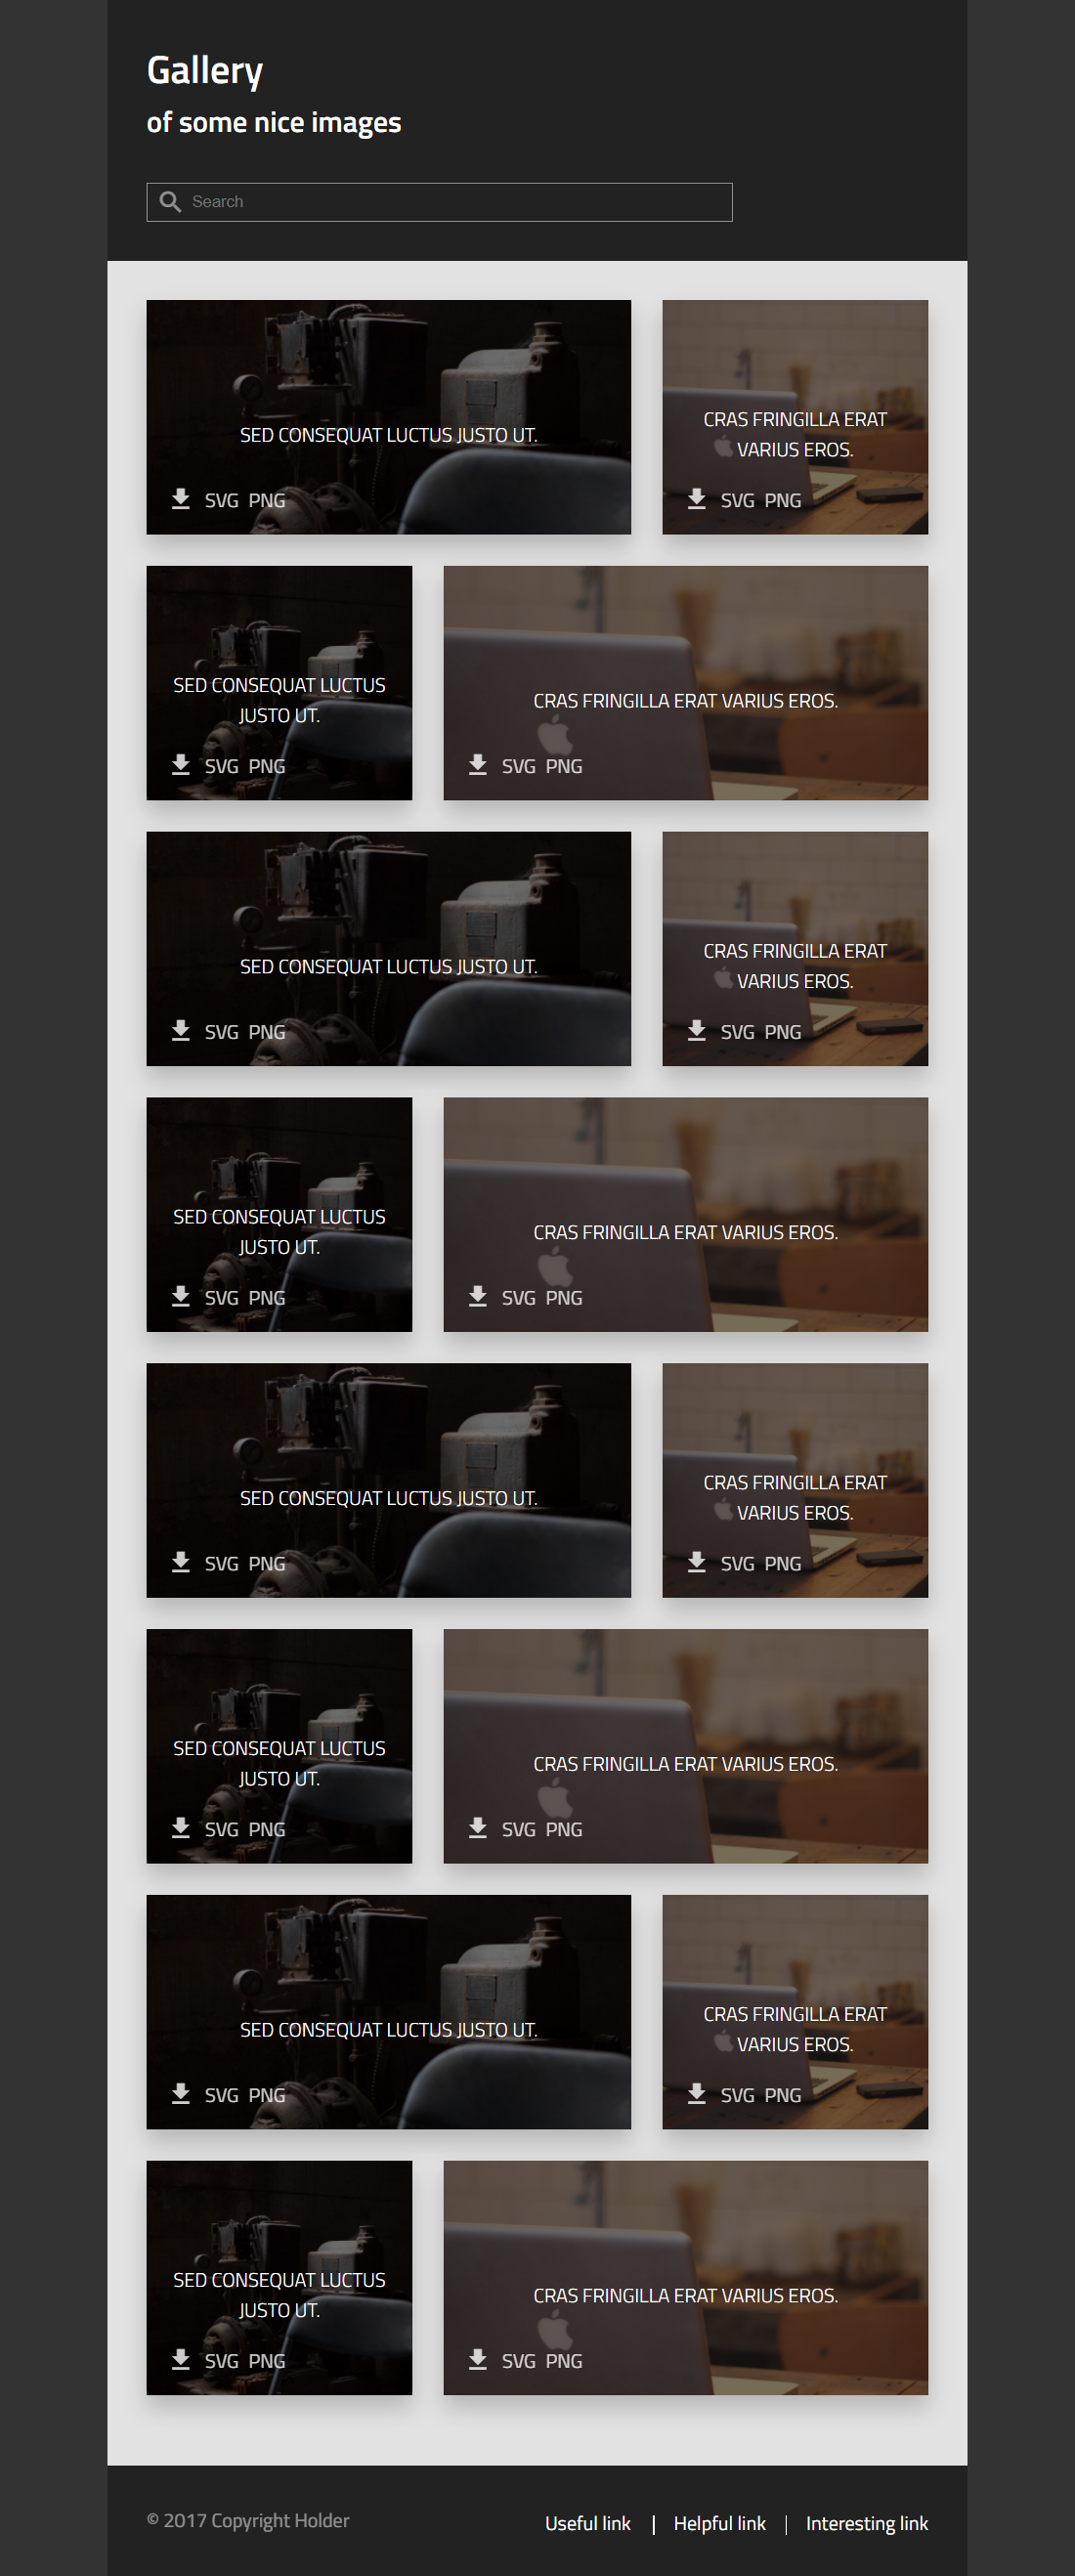 Gallery
of some nice images
Search
SED CONSEQUAT LUCTUS JUSTO UT.
SVG PNG
CRAS FRINGILLA ERAT
VARIUS EROS.
SVG PNG
SED CONSEQUAT LUCTUS
JUSTO UT.
SVG PNG
CRAS FRINGILLA ERAT VARIUS EROS.
SVG PNG
SED CONSEQUAT LUCTUS JUSTO UT.
SVG PNG
CRAS FRINGILLA ERAT
VARIUS EROS.
SVG PNG
SED CONSEQUAT LUCTUS
JUSTO UT.
SVG PNG
CRAS FRINGILLA ERAT VARIUS EROS.
SVG PNG
SED CONSEQUAT LUCTUS JUSTO UT.
SVG PNG
CRAS FRINGILLA ERAT
VARIUS EROS.
SVG PNG
SED CONSEQUAT LUCTUS
JUSTO UT.
SVG PNG
CRAS FRINGILLA ERAT VARIUS EROS.
SVG PNG
SED CONSEQUAT LUCTUS JUSTO UT.
SVG PNG
CRAS FRINGILLA ERAT
VARIUS EROS.
SVG PNG
SED CONSEQUAT LUCTUS
JUSTO UT.
SVG PNG
CRAS FRINGILLA ERAT VARIUS EROS.
SVG PNG
© 2017 Copyright Holder
Useful link | Helpful link | Interesting link